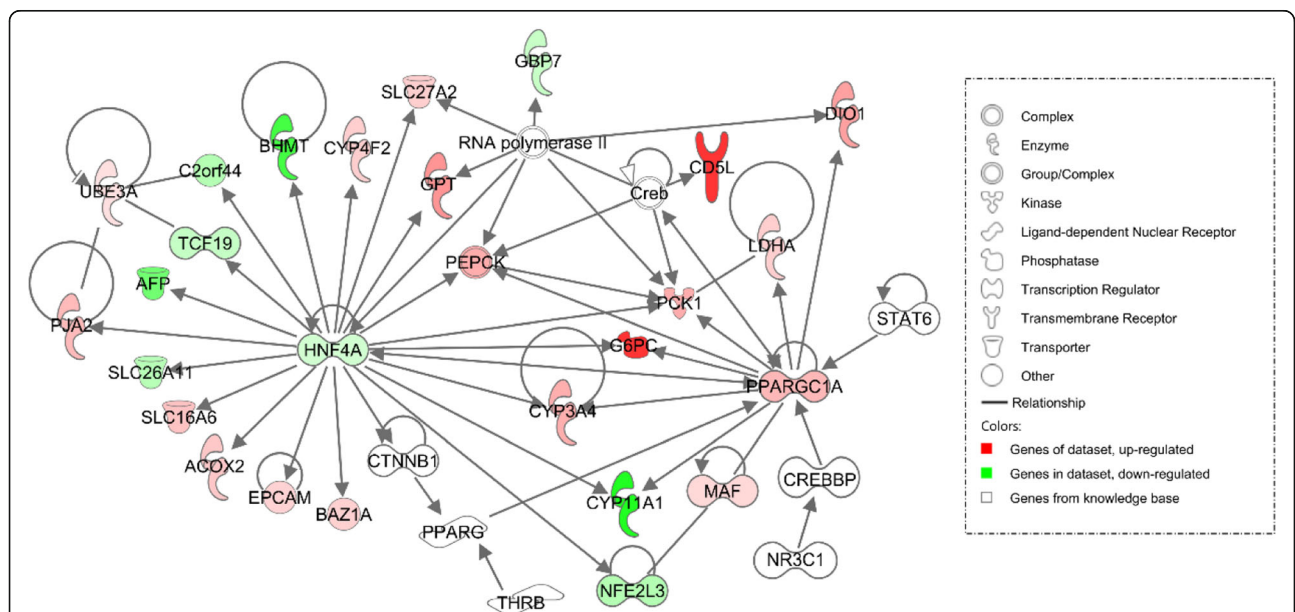 GBP7
SLC27A2
DIO1
BHMT
CYP4F2
RNA polymerase II
CD5L
C2orf44
UBE3A
GPT
Creb
TCF19
LDHA
PEPCK
AFP
PCK1
PJA2
STAT6
HNF4A
G6PC
SLC26A11
PPARGC1A
CYP3A4
SLC16A6
CTNNB1
ACOX2
CREBBP
EPCAM
MAF
BAZ1A
CYP11A1
PPARG
NR3C1
NFE2L3
THRB
Complex
Enzyme
Group/Complex
Kinase
Ligand-dependent Nuclear Receptor
Phosphatase
Transcription Regulator
Transmembrane Receptor
Transporter
Other
Relationship
Colors:
Genes of dataset, up-regulated
Genes in dataset, down-regulated
Genes from knowledge base